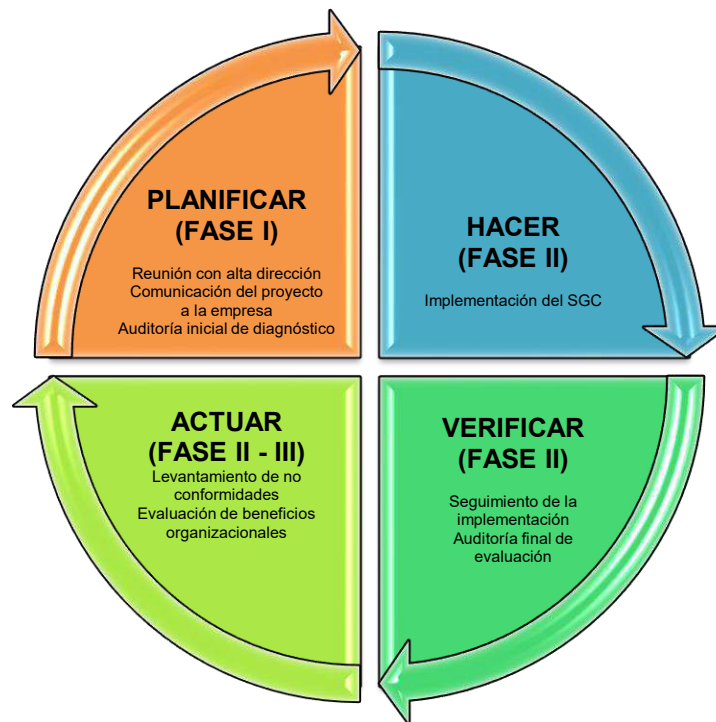 PLANIFICAR
(FASE I)
Reunión con alta dirección
Comunicación del proyecto
a la empresa
Auditoría inicial de diagnóstico
HACER
(FASE II)
Implementación del SGC
ACTUAR
(FASE II - III)
Levantamiento de no
conformidades
Evaluación de beneficios
organizacionales
VERIFICAR
(FASE II)
Seguimiento de la
implementación
Auditoría final de
evaluación